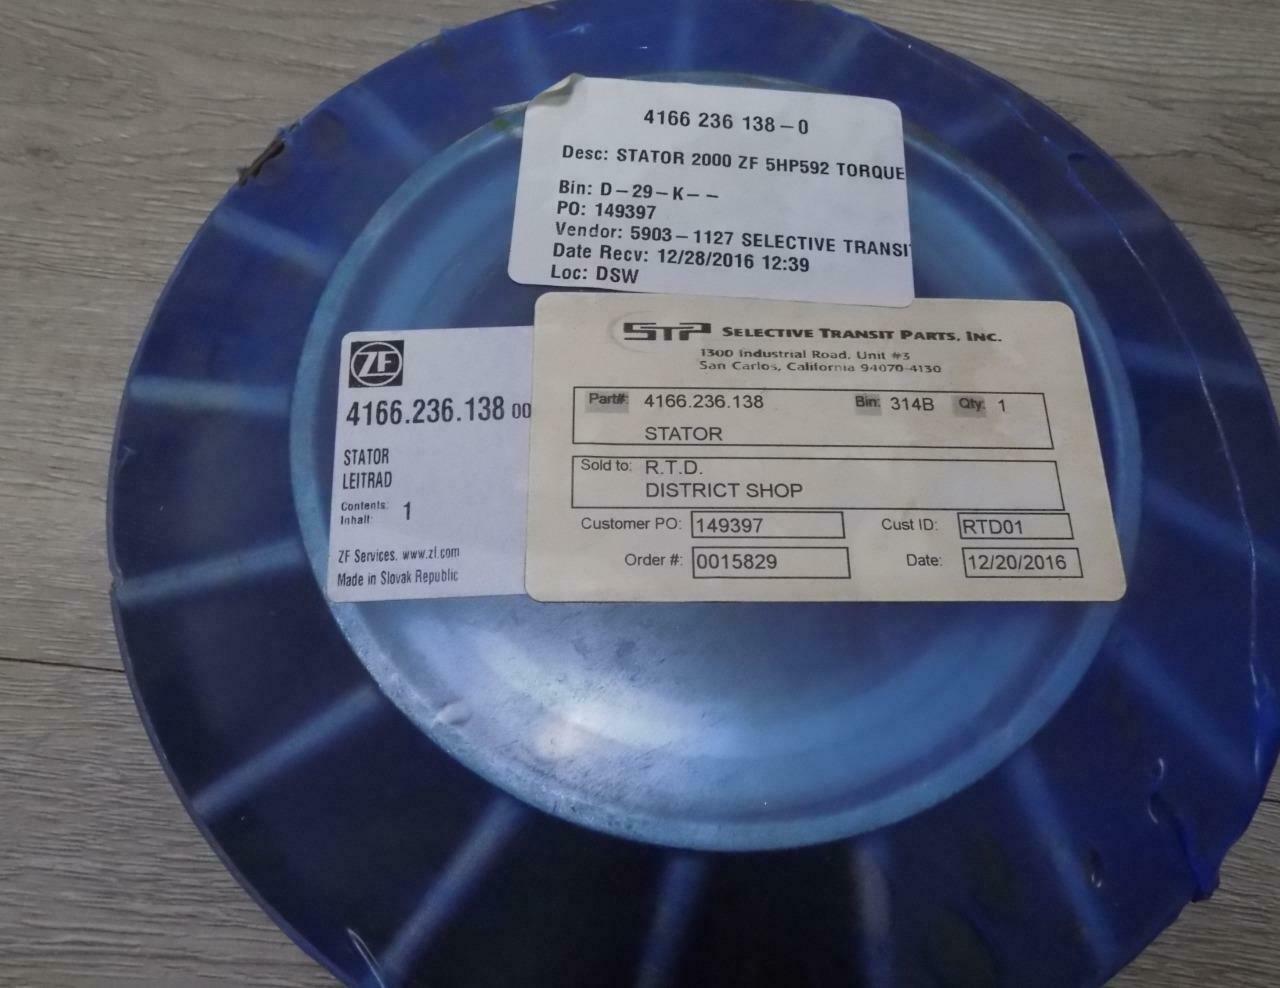 4166 236 138-0
Desc: STATOR 2000 ZF 5HP592 TORQUE
Bin: D-29-K--
PO: 149397
Vendor: 5903-1127 SELECTIVE TRANSI
Date Recv: 12/28/2016 12:39
Loc: DSW
ZF
4166.236.138 00
STATOR
LEITRAD
Contents:
Inhalt: 1
ZF Services. www.zf.com
Made in Slovak Republic
STP SELECTIVE TRANSIT PARTS, INC.
1300 Industrial Road, Unit #3
San Carlos, California 94070-4130
Part#: 4166.236.138 Bin: 314B Qty: 1
STATOR
Sold to: R.T.D.
DISTRICT SHOP
Customer PO: 149397 Cust ID: RTD01
Order #: 0015829 Date: 12/20/2016